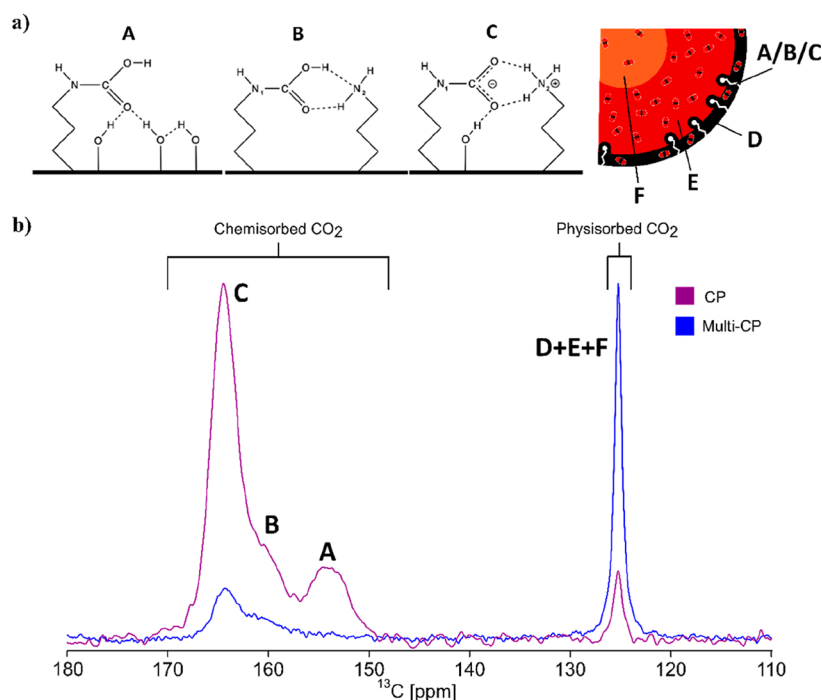 a)
A
B
C
O—H
H
N₁—C
O
H
H
H
O
O
O
O—H
H
H
N₁—C
N₂
O
H
O
H
H
H
N₁—C
⊖
N₂⊕
O
H
H
O
A/B/C
D
E
F
b)
Chemisorbed CO₂
Physisorbed CO₂
C
CP
Multi-CP
D+E+F
B
A
180 170 160 150 140 130 120 110
¹³C [ppm]